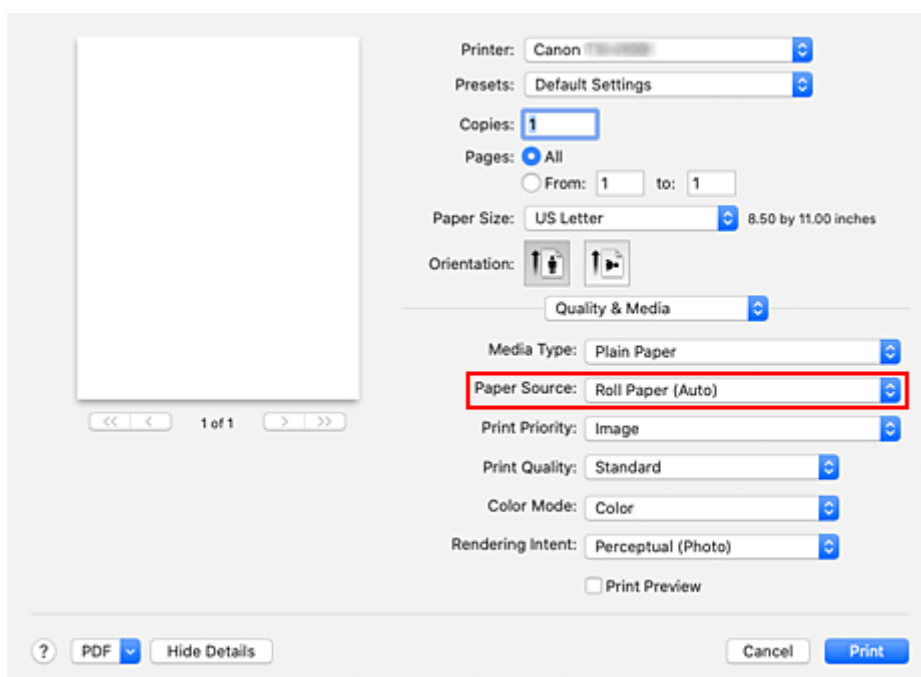 Printer: Canon
Presets: Default Settings
Copies: 1
Pages: All
From: 1 to: 1
Paper Size: US Letter 8.50 by 11.00 inches
Orientation:
Quality & Media
Media Type: Plain Paper
Paper Source: Roll Paper (Auto)
1 of 1
Print Priority: Image
Print Quality: Standard
Color Mode: Color
Rendering Intent: Perceptual (Photo)
Print Preview
? PDF Hide Details Cancel Print